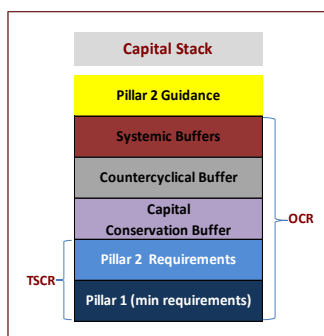 Capital Stack
Pillar 2 Guidance
Systemic Buffers
Countercyclical Buffer
Capital
Conservation Buffer
OCR
Pillar 2 Requirements
TSCR
Pillar 1 (min requirements)